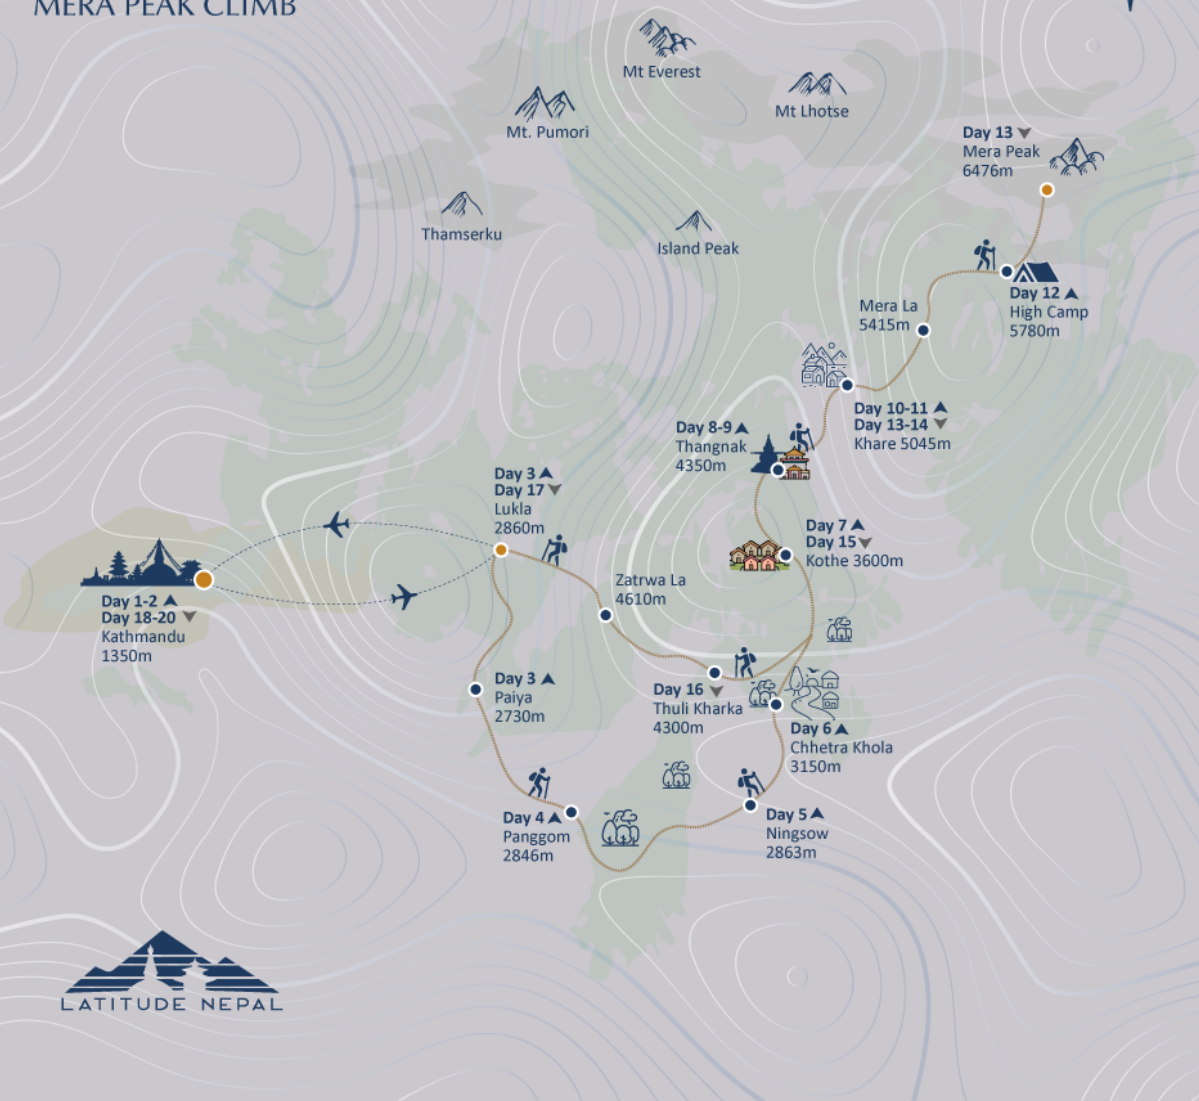 MERA PEAK CLIMB
Mt Everest
Mt Lhotse
Mt. Pumori
Day 13
Mera Peak
6476m
Thamserku
Island Peak
Day 12
High Camp
5780m
Mera La
5415m
Day 10-11
Day 13-14
Khare 5045m
Day 8-9
Thangnak
4350m
Day 3
Day 17
Lukla
2860m
Day 7
Day 15
Kothe 3600m
Zatrwa La
4610m
Day 1-2
Day 18-20
Kathmandu
1350m
Day 3
Paiya
2730m
Day 16
Thuli Kharka
4300m
Day 6
Chhetra Khola
3150m
Day 4
Panggom
2846m
Day 5
Ningsow
2863m
LATITUDE NEPAL